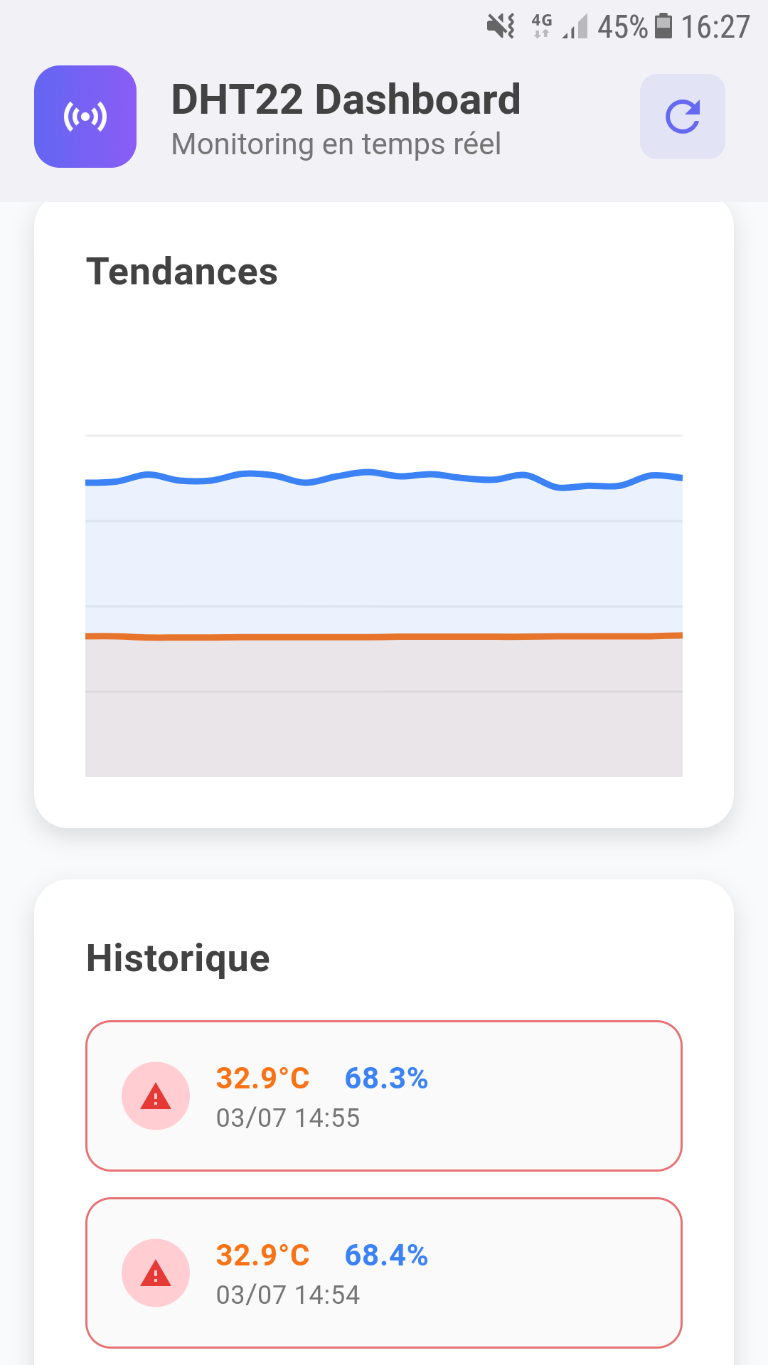 4G 45% 16:27
DHT22 Dashboard
Monitoring en temps réel
Tendances
Historique
32.9°C 68.3%
03/07 14:55
32.9°C 68.4%
03/07 14:54